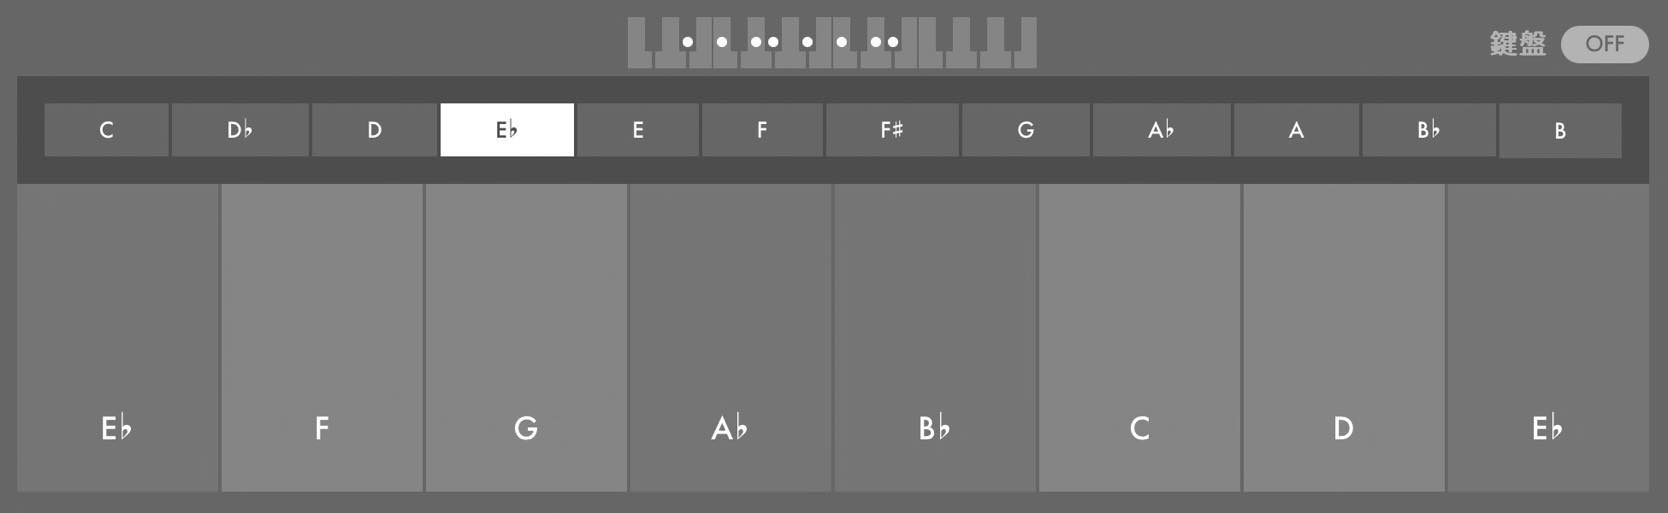 鍵盤 OFF
C D♭ D E♭ E F F♯ G A♭ A B♭ B
E♭ F G A♭ B♭ C D E♭